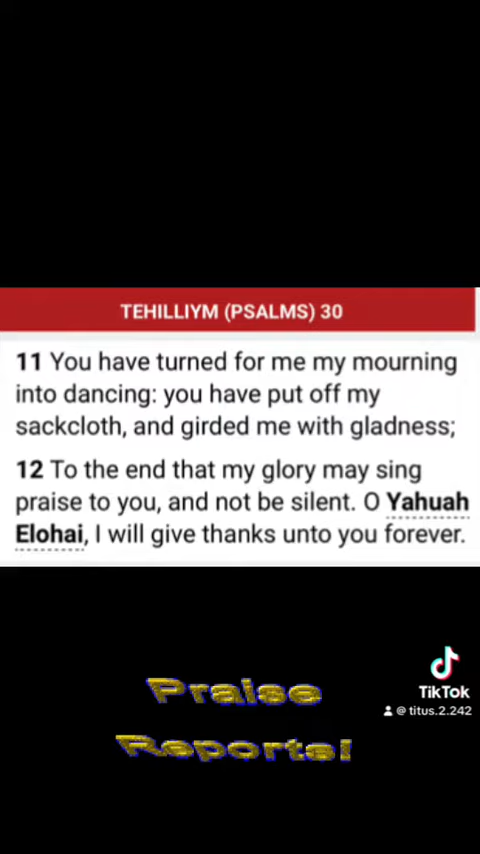 TEHILLIYM (PSALMS) 30
11 You have turned for me my mourning
into dancing: you have put off my
sackcloth, and girded me with gladness;
12 To the end that my glory may sing
praise to you, and not be silent. O Yahuah
Elohai, I will give thanks unto you forever.
Praise
Reports!
TikTok
@titus.2.242